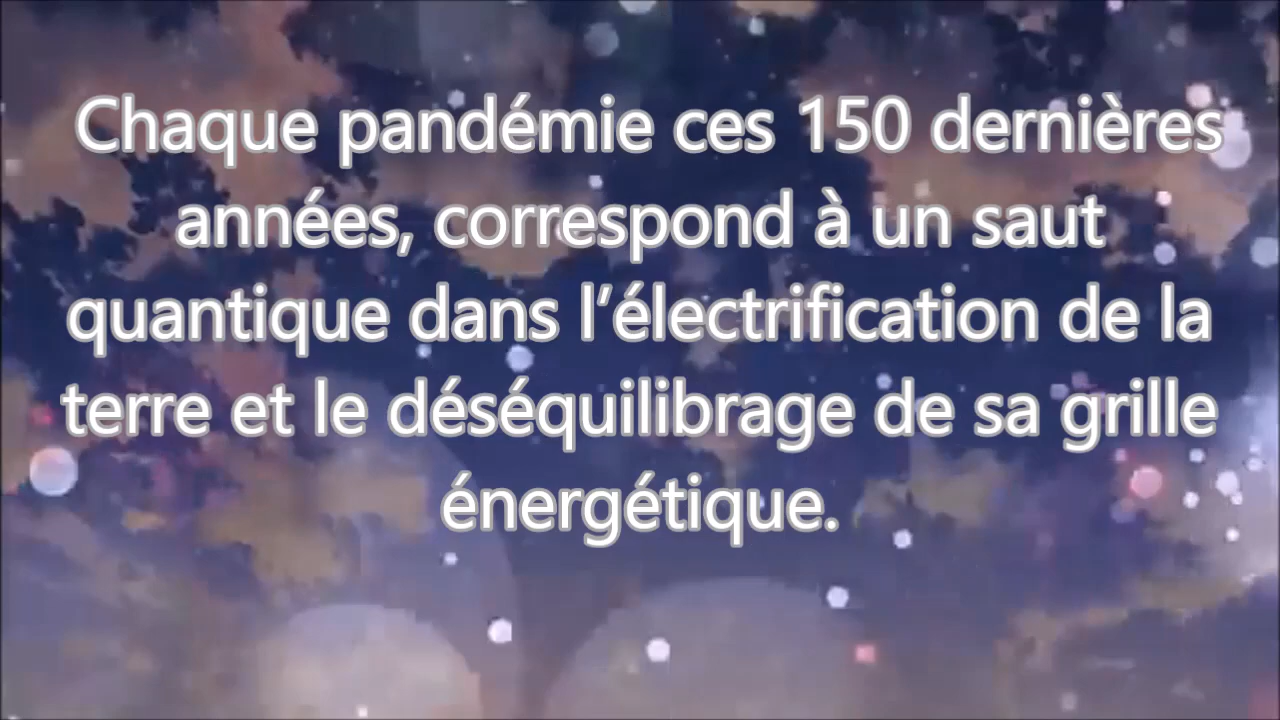 Chaque pandémie ces 150 dernières
années, correspond à un saut
quantique dans l’électrification de la
terre et le déséquilibrage de sa grille
énergétique.